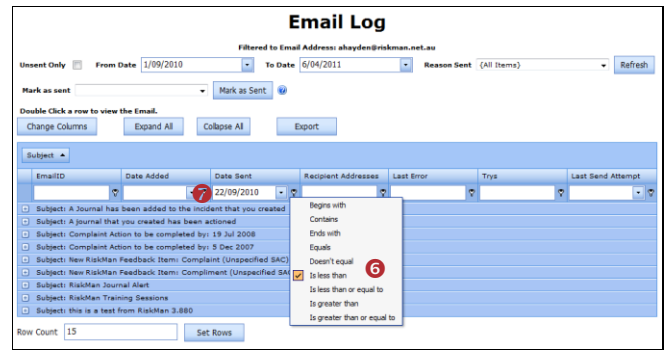 Email Log
Filtered to Email Address: ahayden@riskman.net.au
Unsent Only From Date 1/09/2010 To Date 6/04/2011 Reason Sent {All Items} Refresh
Mark as sent Mark as Sent
Double Click a row to view the Email.
Change Columns Expand All Collapse All Export
Subject
EmailID Date Added Date Sent Recipient Addresses Last Error Trys Last Send Attempt
7 22/09/2010
Subject: A Journal has been added to the incident that you created
Subject: A journal that you created has been actioned
Subject: Complaint Action to be completed by: 19 Jul 2008
Subject: Complaint Action to be completed by: 5 Dec 2007
Subject: New RiskMan Feedback Item: Complaint (Unspecified SAC)
Subject: New RiskMan Feedback Item: Compliment (Unspecified SA
Subject: RiskMan Journal Alert
Subject: RiskMan Training Sessions
Subject: this is a test from RiskMan 3.880
Begins with
Contains
Ends with
Equals
Doesn't equal
Is less than 6
Is less than or equal to
Is greater than
Is greater than or equal to
Row Count 15 Set Rows